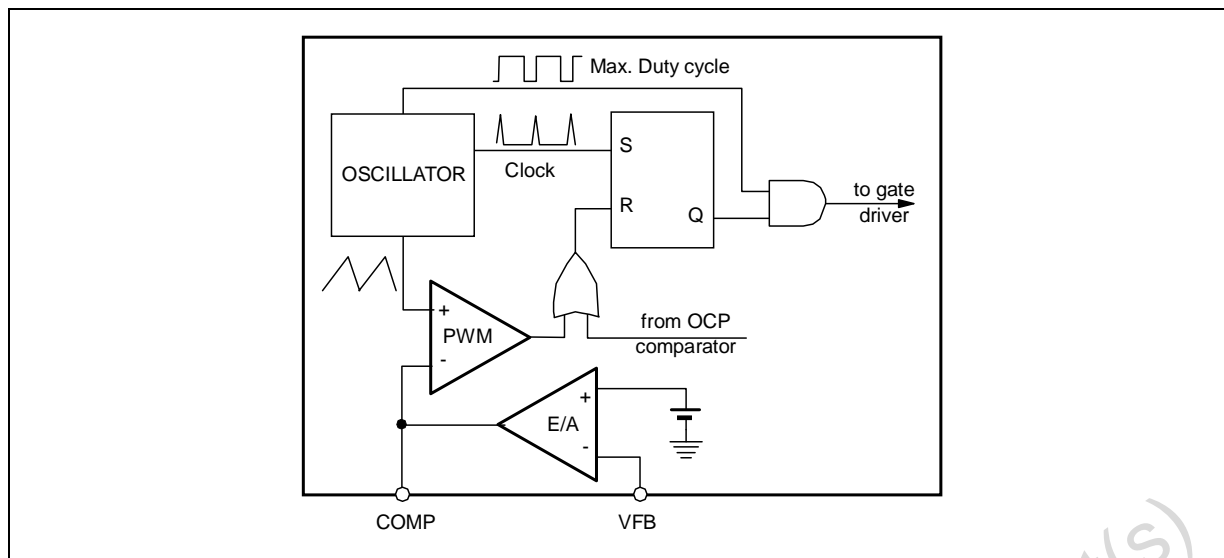 Max. Duty cycle
OSCILLATOR
Clock
S
R
Q
to gate
driver
+
PWM
-
from OCP
comparator
+
E/A
-
COMP
VFB
t(s)